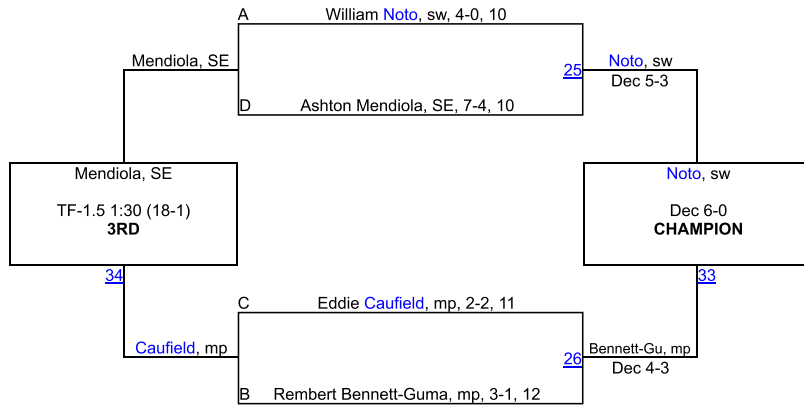 A William Noto, sw, 4-0, 10
Mendiola, SE
25
Noto, sw
Dec 5-3
D Ashton Mendiola, SE, 7-4, 10
Mendiola, SE
TF-1.5 1:30 (18-1)
3RD
Noto, sw
Dec 6-0
CHAMPION
34
33
C Eddie Caufield, mp, 2-2, 11
Caufield, mp
26
Bennett-Gu, mp
Dec 4-3
B Rembert Bennett-Guma, mp, 3-1, 12